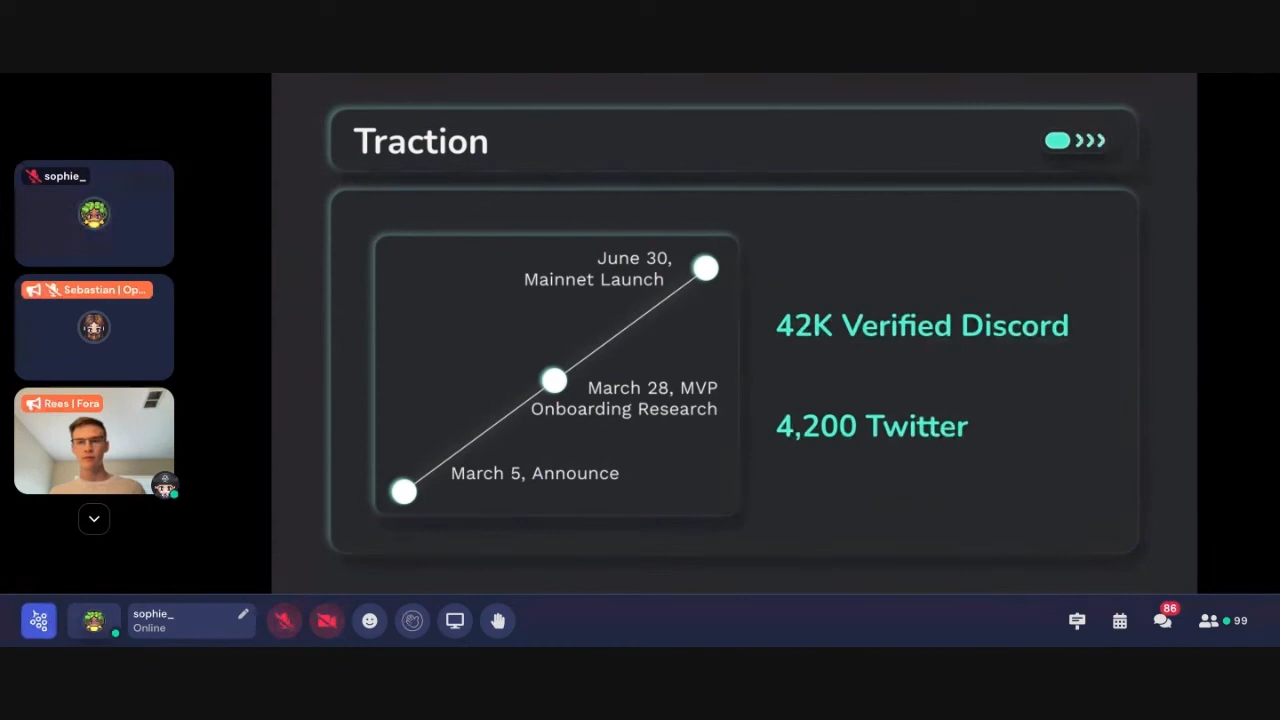 Traction
sophie_
Sebastian | Op...
Rees | Fora
June 30,
Mainnet Launch
March 28, MVP
Onboarding Research
March 5, Announce
42K Verified Discord
4,200 Twitter
sophie_
Online
86
99